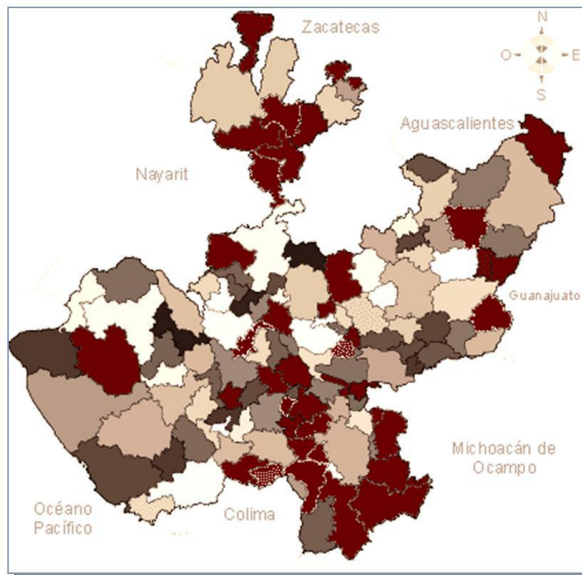 Zacatecas
N
O
E
S
Aguascalientes
Nayarit
Guanajuato
Michoacán de
Ocampo
Océano
Pacífico
Colima